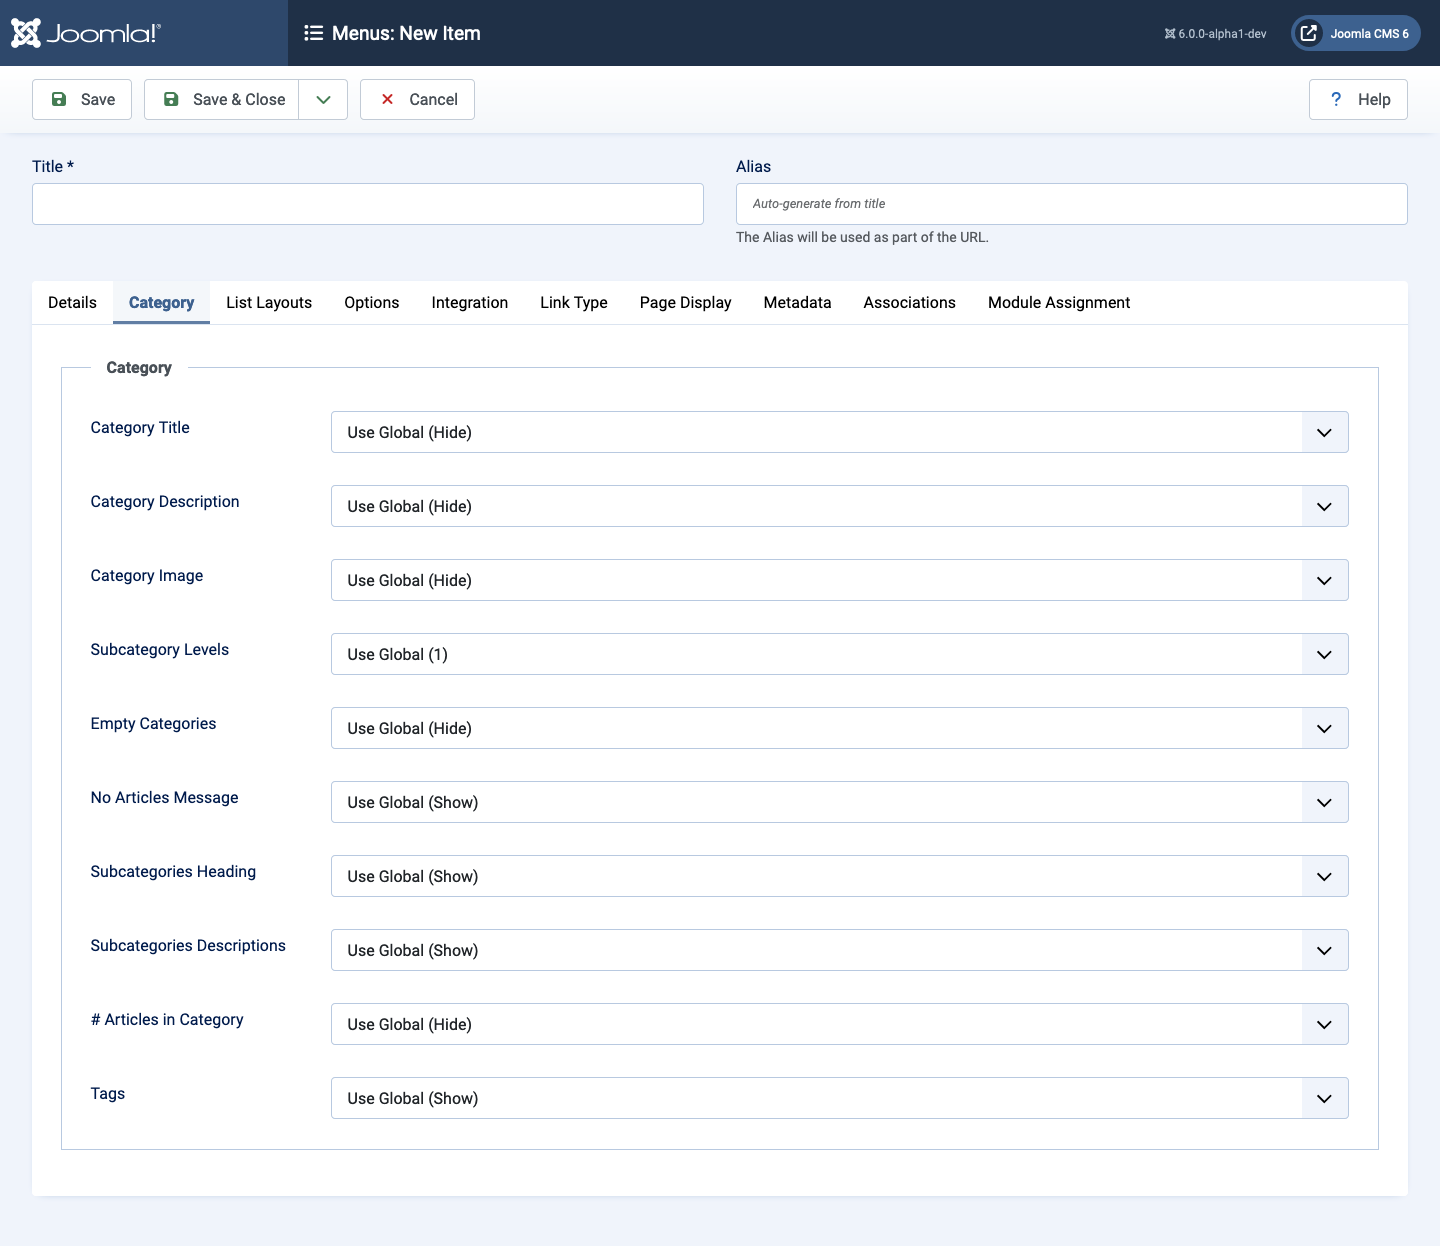 Joomla!®
Menus: New Item
6.0.0-alpha1-dev
Joomla CMS 6
Save
Save & Close
Cancel
? Help
Title *
Alias
Auto-generate from title
The Alias will be used as part of the URL.
Details Category List Layouts Options Integration Link Type Page Display Metadata Associations Module Assignment
Category
Category Title
Use Global (Hide)
Category Description
Use Global (Hide)
Category Image
Use Global (Hide)
Subcategory Levels
Use Global (1)
Empty Categories
Use Global (Hide)
No Articles Message
Use Global (Show)
Subcategories Heading
Use Global (Show)
Subcategories Descriptions
Use Global (Show)
# Articles in Category
Use Global (Hide)
Tags
Use Global (Show)